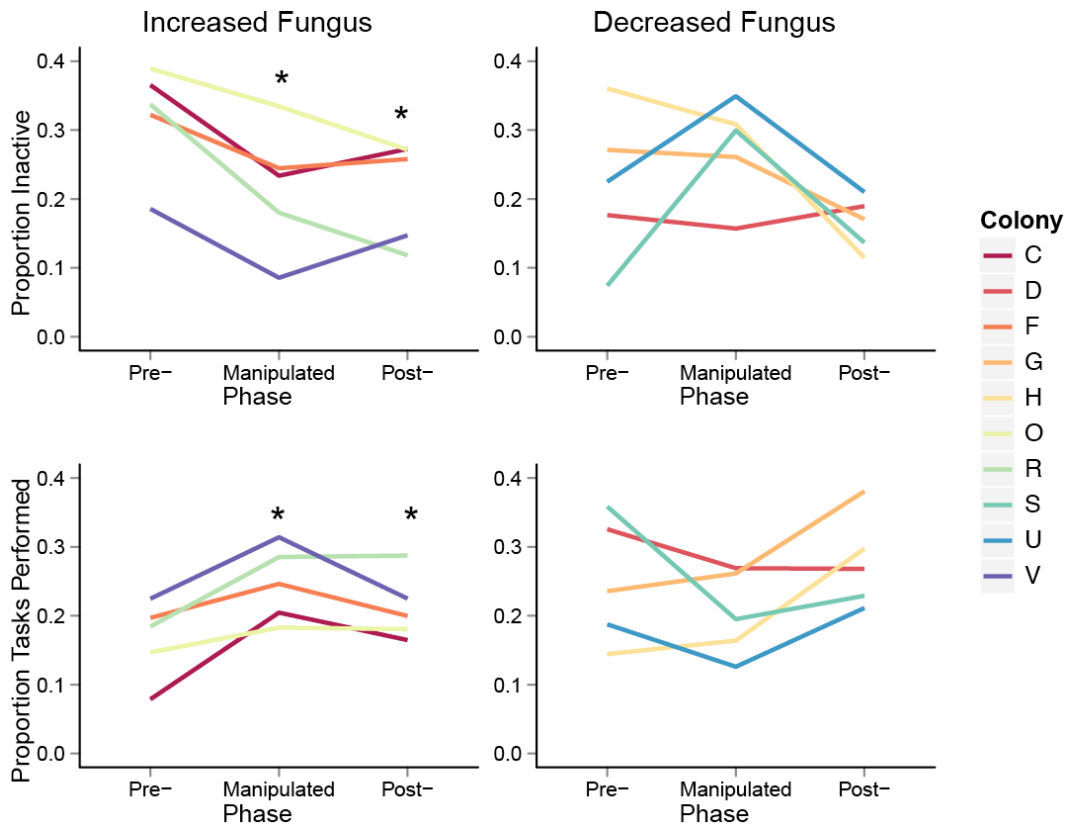 Increased Fungus
Decreased Fungus
Proportion Inactive
0.4
0.3
0.2
0.1
0.0
*
*
Pre−
Manipulated
Post−
Phase
0.4
0.3
0.2
0.1
0.0
Pre−
Manipulated
Post−
Phase
Proportion Tasks Performed
0.4
0.3
0.2
0.1
0.0
*
*
Pre−
Manipulated
Post−
Phase
0.4
0.3
0.2
0.1
0.0
Pre−
Manipulated
Post−
Phase
Colony
C
D
F
G
H
O
R
S
U
V